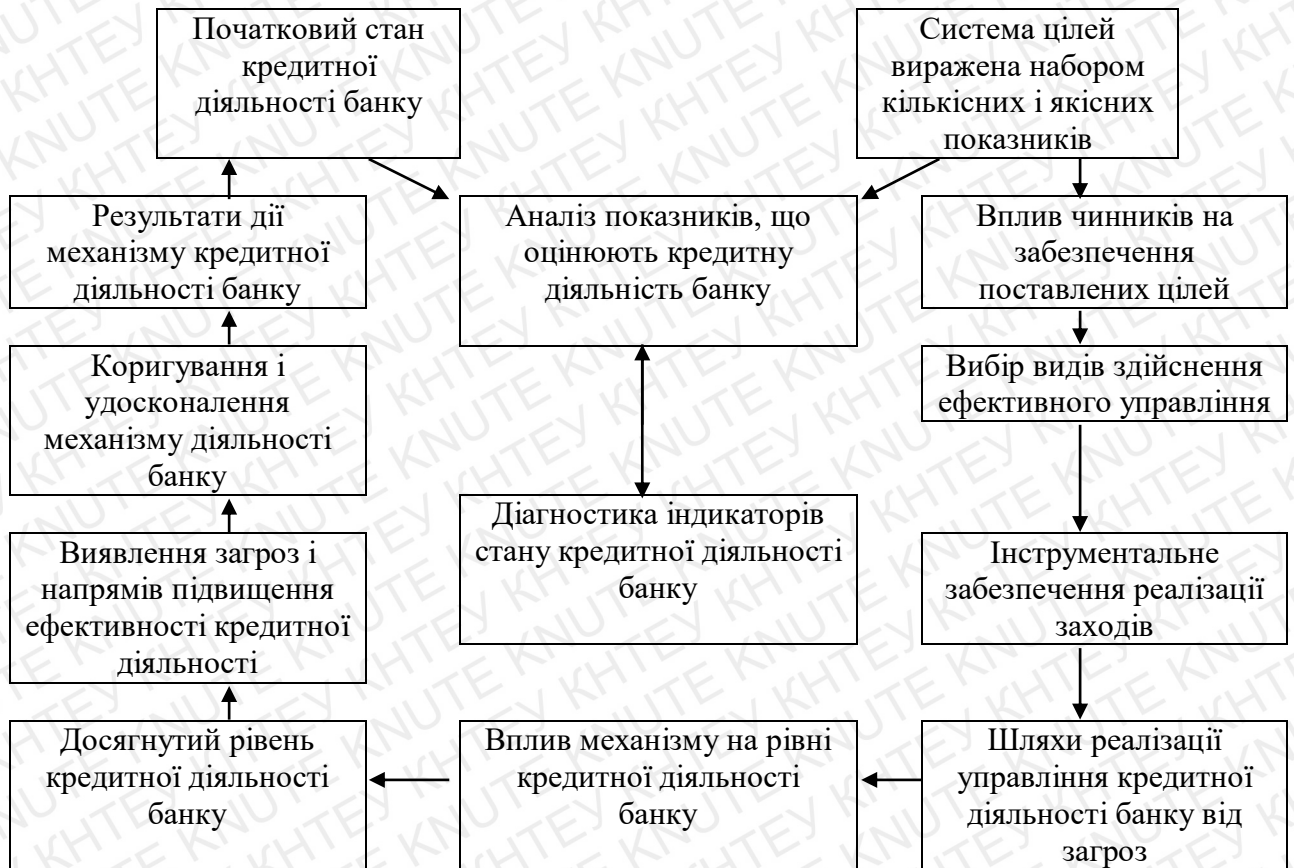 Початковий стан
кредитної
діяльності банку
Система цілей
виражена набором
кількісних і якісних
показників
Результати дії
механізму кредитної
діяльності банку
Аналіз показників, що
оцінюють кредитну
діяльність банку
Вплив чинників на
забезпечення
поставлених цілей
Коригування і
удосконалення
механізму діяльності
банку
Вибір видів здійснення
ефективного управління
Виявлення загроз і
напрямів підвищення
ефективності кредитної
діяльності
Діагностика індикаторів
стану кредитної діяльності
банку
Інструментальне
забезпечення реалізації
заходів
Досягнутий рівень
кредитної діяльності
банку
Вплив механізму на рівні
кредитної діяльності
банку
Шляхи реалізації
управління кредитної
діяльності банку від
загроз